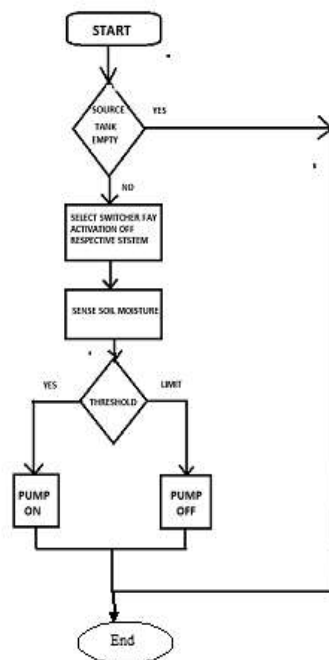 START
SOURCE
TANK
EMPTY
YES
NO
SELECT SWITCHER FAY
ACTIVATION OFF
RESPECTIVE STSTEM
SENSE SOIL MOISTURE
YES
LIMIT
THRESHOLD
PUMP
ON
PUMP
OFF
End